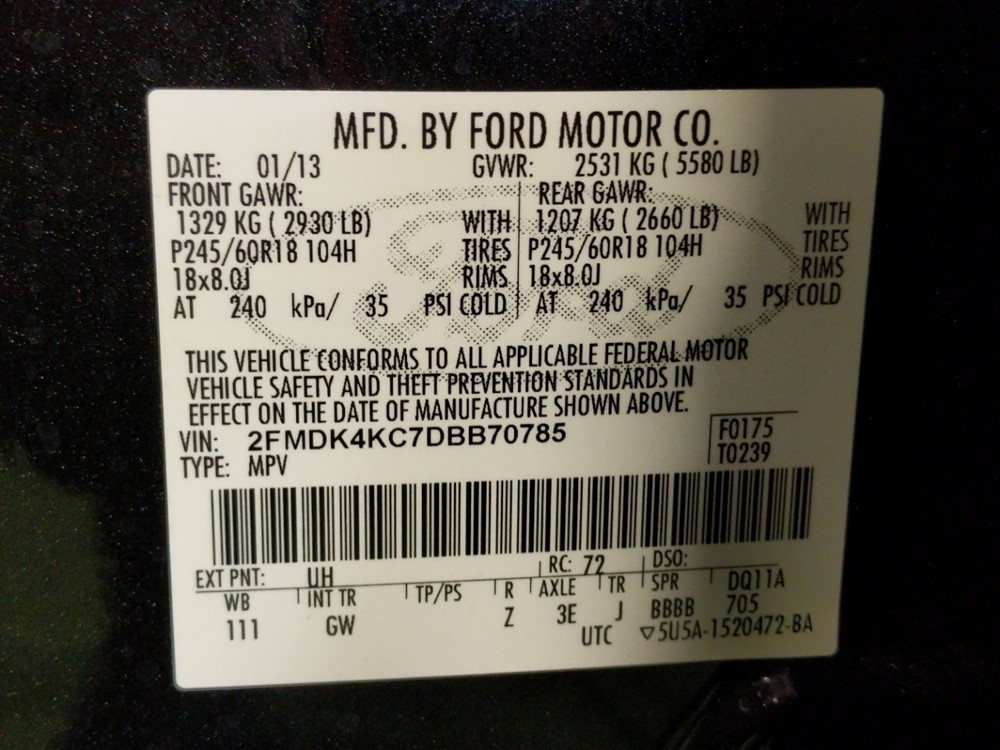 MFD. BY FORD MOTOR CO.
DATE: 01/13 GVWR: 2531 KG ( 5580 LB)
FRONT GAWR: REAR GAWR:
1329 KG ( 2930 LB) WITH 1207 KG ( 2660 LB) WITH
P245/60R18 104H TIRES P245/60R18 104H TIRES
18x8.0J RIMS 18x8.0J RIMS
AT 240 kPa/ 35 PSI COLD AT 240 kPa/ 35 PSI COLD
Ford
THIS VEHICLE CONFORMS TO ALL APPLICABLE FEDERAL MOTOR
VEHICLE SAFETY AND THEFT PREVENTION STANDARDS IN
EFFECT ON THE DATE OF MANUFACTURE SHOWN ABOVE.
VIN: 2FMDK4KC7DBB70785 F0175
TYPE: MPV T0239
EXT PNT: UH RC: 72 DSO:
WB INT TR TP/PS R AXLE TR SPR DQ11A
111 GW Z 3E J BBBB 705
UTC ▽5U5A-1520472-BA